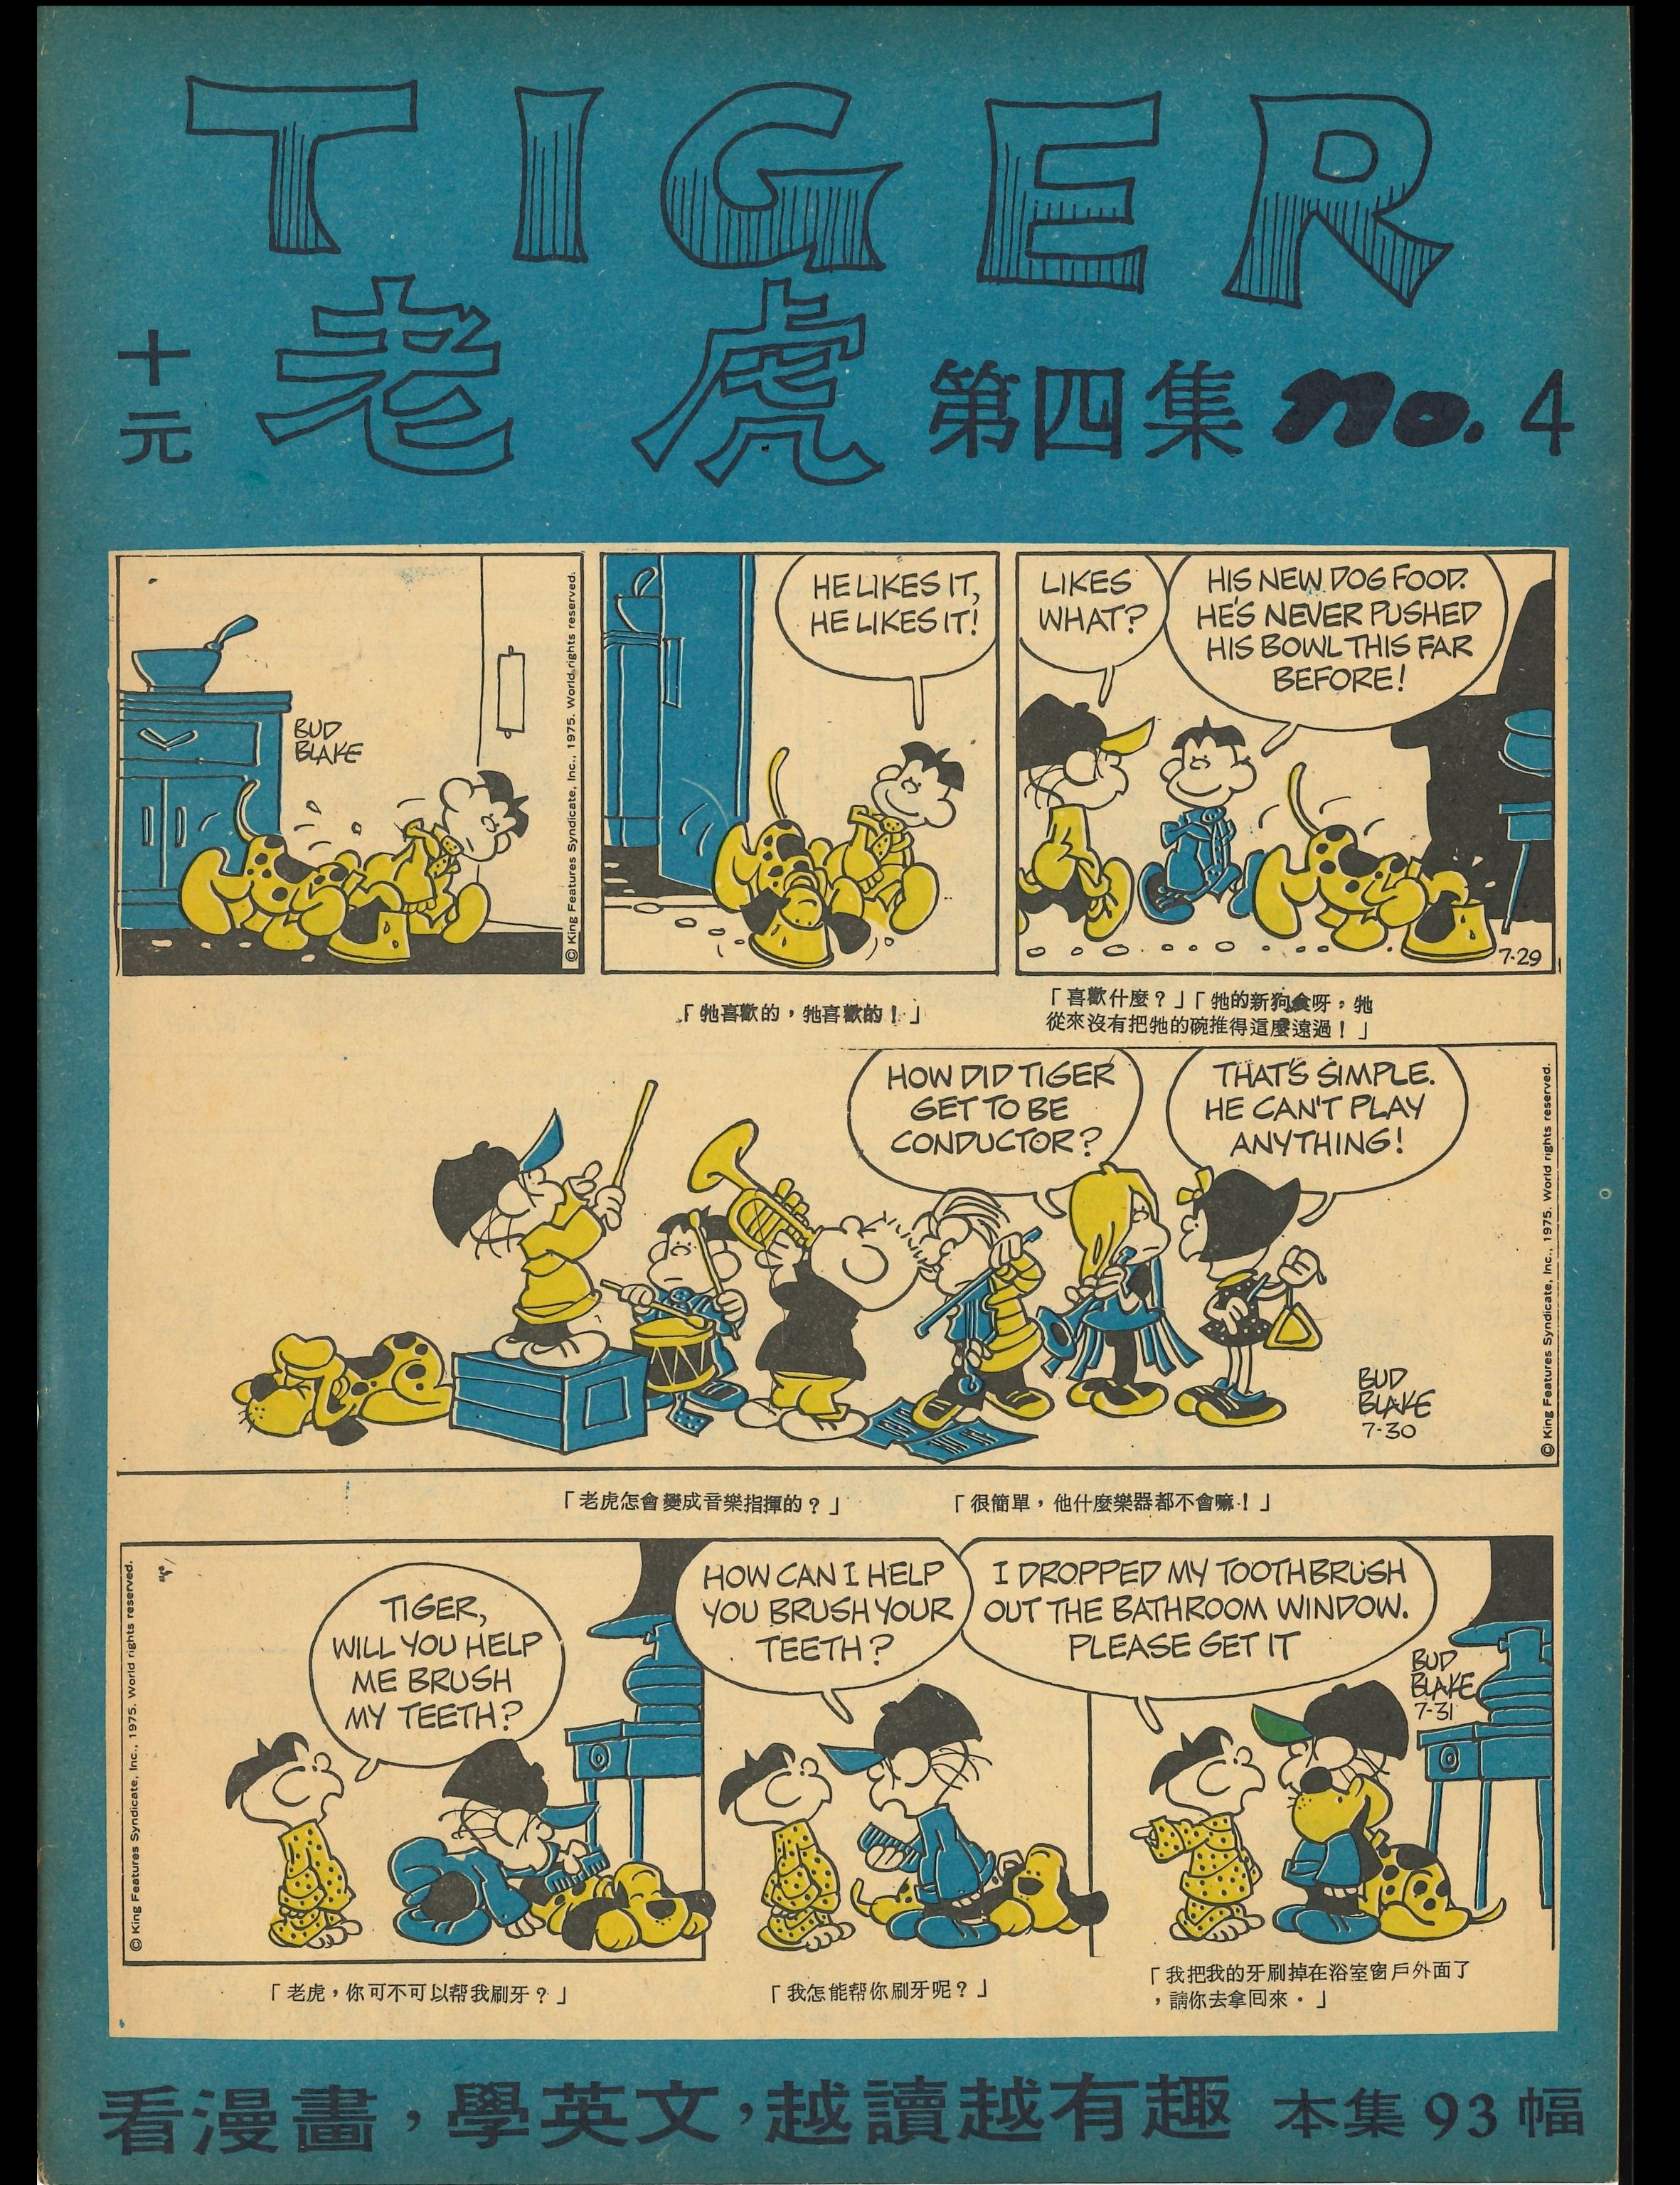 TIGER
十元
老虎 第四集 no. 4
BUD
BLAKE
© King Features Syndicate, Inc., 1975. World rights reserved.
HE LIKES IT,
HE LIKES IT!
LIKES
WHAT?
HIS NEW DOG FOOD.
HE'S NEVER PUSHED
HIS BOWL THIS FAR
BEFORE!
7-29
「牠喜歡的，牠喜歡的！」
「喜歡什麼？」「牠的新狗食呀，牠
從來沒有把牠的碗推得這麼遠過！」
HOW DID TIGER
GET TO BE
CONDUCTOR?
THAT'S SIMPLE.
HE CAN'T PLAY
ANYTHING!
BUD
BLAKE
7-30
© King Features Syndicate, Inc., 1975. World rights reserved.
「老虎怎會變成音樂指揮的？」
「很簡單，他什麼樂器都不會嘛！」
© King Features Syndicate, Inc., 1975. World rights reserved.
TIGER,
WILL YOU HELP
ME BRUSH
MY TEETH?
HOW CAN I HELP
YOU BRUSH YOUR
TEETH?
I DROPPED MY TOOTHBRUSH
OUT THE BATHROOM WINDOW.
PLEASE GET IT
BUD
BLAKE
7-31
「老虎，你可不可以帮我刷牙？」
「我怎能帮你刷牙呢？」
「我把我的牙刷掉在浴室窗戶外面了
，請你去拿回來．」
看漫畫，學英文，越讀越有趣 本集93幅